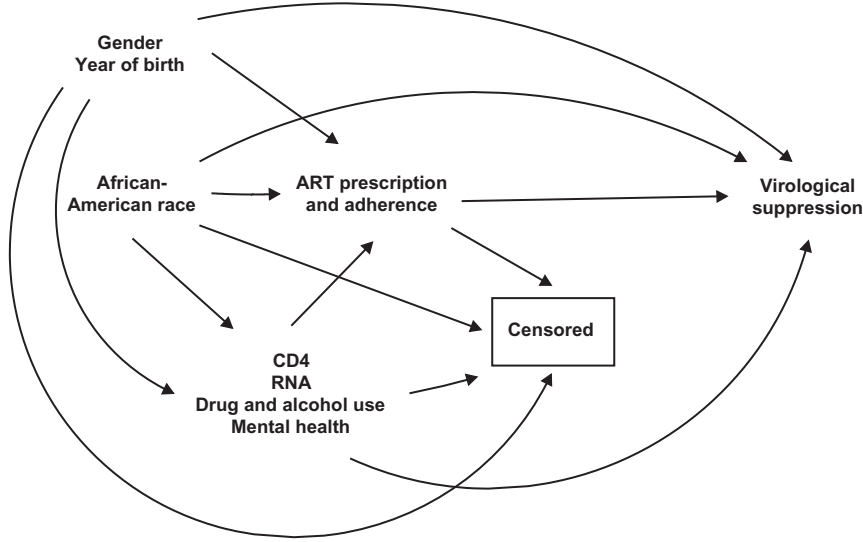 Gender
Year of birth
African-
American race
ART prescription
and adherence
Virological
suppression
Censored
CD4
RNA
Drug and alcohol use
Mental health